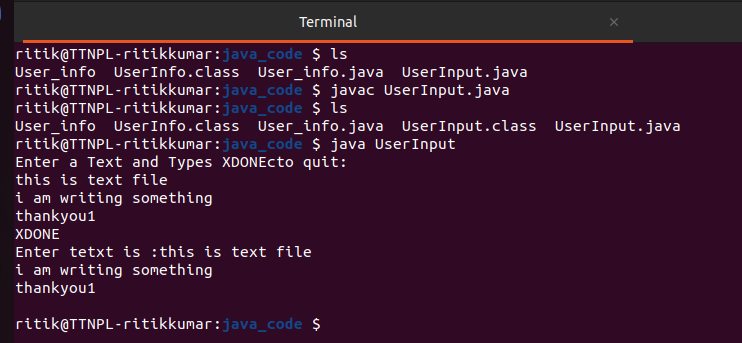 Terminal ×
ritik@TTNPL-ritikkumar:java_code $ ls
User_info  UserInfo.class  User_info.java  UserInput.java
ritik@TTNPL-ritikkumar:java_code $ javac UserInput.java
ritik@TTNPL-ritikkumar:java_code $ ls
User_info  UserInfo.class  User_info.java  UserInput.class  UserInput.java
ritik@TTNPL-ritikkumar:java_code $ java UserInput
Enter a Text and Types XDONEcto quit:
this is text file
i am writing something
thankyou1
XDONE
Enter tetxt is :this is text file
i am writing something
thankyou1
ritik@TTNPL-ritikkumar:java_code $